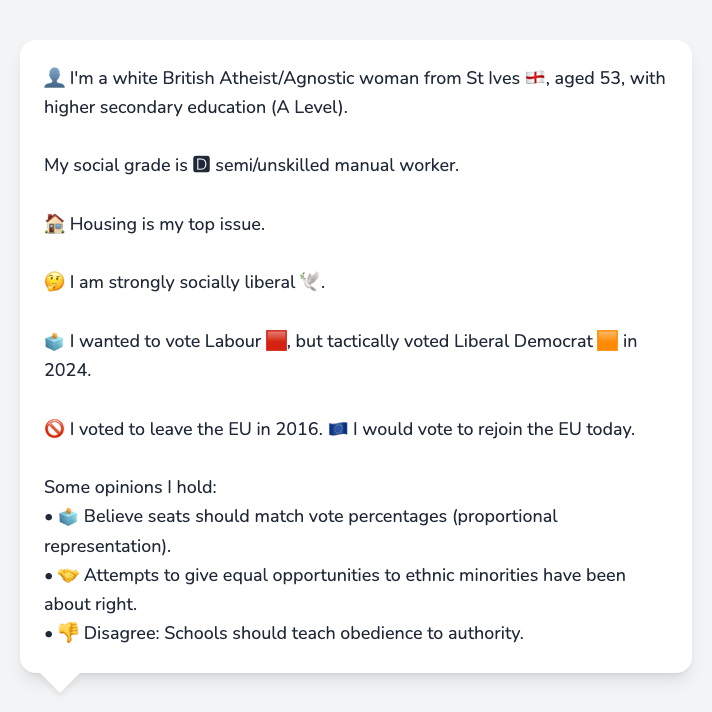 👤 I'm a white British Atheist/Agnostic woman from St Ives 🏴󠁧󠁢󠁥󠁮󠁧󠁿, aged 53, with
higher secondary education (A Level).
My social grade is 🅳 semi/unskilled manual worker.
🏠 Housing is my top issue.
🤔 I am strongly socially liberal 🕊️.
🗳️ I wanted to vote Labour 🟥, but tactically voted Liberal Democrat 🟧 in
2024.
🚫 I voted to leave the EU in 2016. 🇪🇺 I would vote to rejoin the EU today.
Some opinions I hold:
• 🗳️ Believe seats should match vote percentages (proportional
representation).
• 🤝 Attempts to give equal opportunities to ethnic minorities have been
about right.
• 👎 Disagree: Schools should teach obedience to authority.